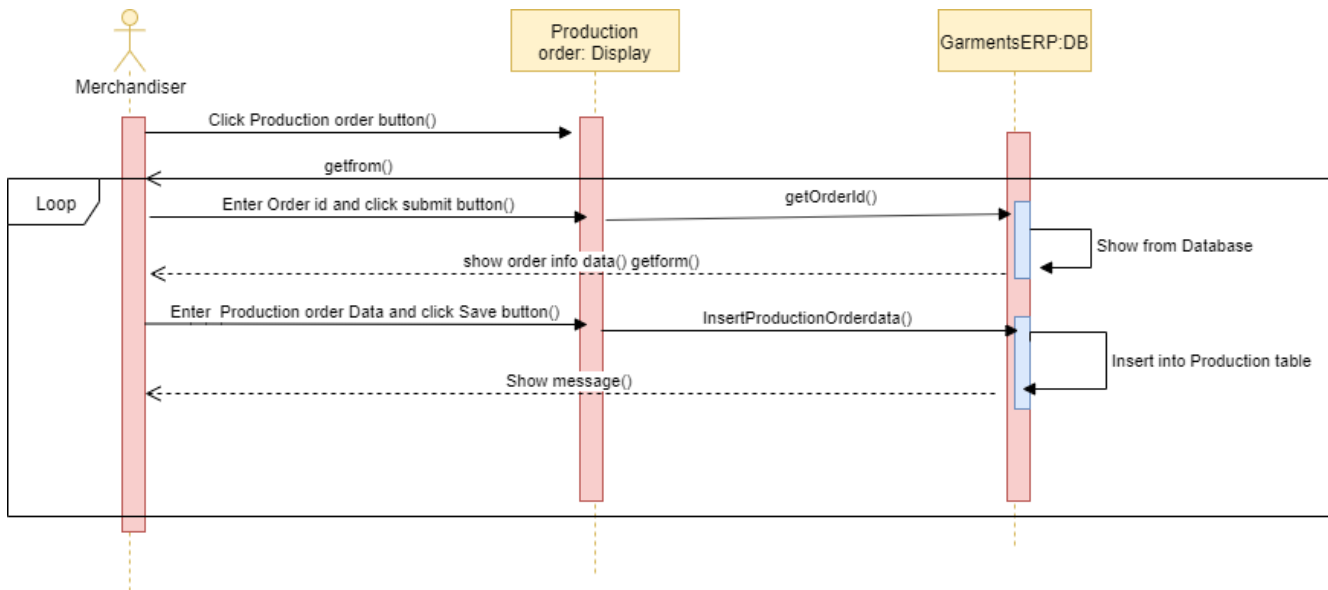 Production
order: Display
GarmentsERP:DB
Merchandiser
Click Production order button()
getfrom()
Loop
Enter Order id and click submit button()
getOrderId()
Show from Database
show order info data() getform()
Enter  Production order Data and click Save button()
InsertProductionOrderdata()
Insert into Production table
Show message()